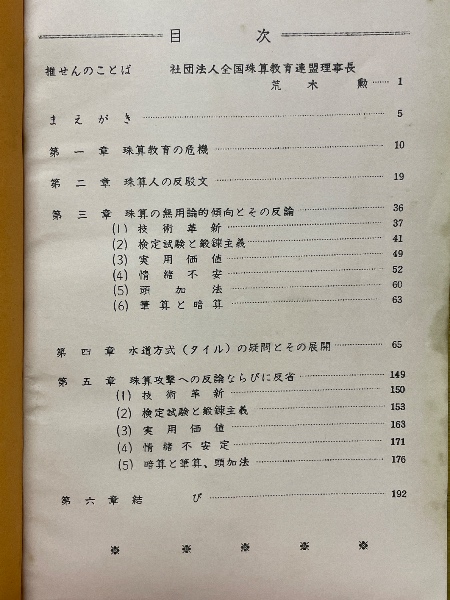 目次
推せんのことば 社団法人全国珠算教育連盟理事長
荒木勲……1
まえがき……5
第一章 珠算教育の危機……10
第二章 珠算人の反駁文……19
第三章 珠算の無用論的傾向とその反論……36
(1) 技術革新……37
(2) 検定試験と鍛錬主義……41
(3) 実用価値……49
(4) 情緒不安……52
(5) 頭加法……60
(6) 筆算と暗算……63
第四章 水道方式(タイル)の疑問とその展開……65
第五章 珠算攻撃への反論ならびに反省……149
(1) 技術革新……150
(2) 検定試験と鍛錬主義……153
(3) 実用価値……163
(4) 情緒不安定……171
(5) 暗算と筆算、頭加法……176
第六章 結び……192
※ ※ ※ ※ ※